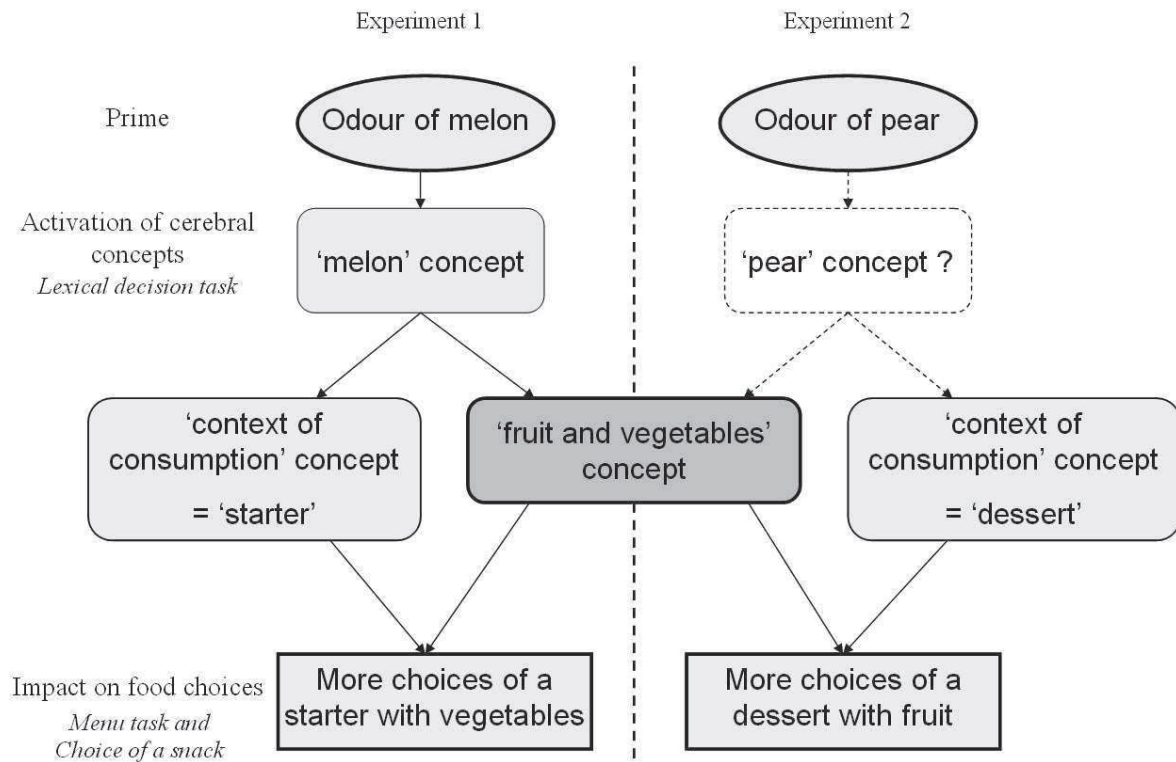 Experiment 1
Experiment 2
Prime
Odour of melon
Odour of pear
Activation of cerebral
concepts
Lexical decision task
‘melon’ concept
‘pear’ concept ?
‘context of
consumption’ concept
= ‘starter’
‘fruit and vegetables’
concept
‘context of
consumption’ concept
= ‘dessert’
Impact on food choices
Menu task and
Choice of a snack
More choices of a
starter with vegetables
More choices of a
dessert with fruit